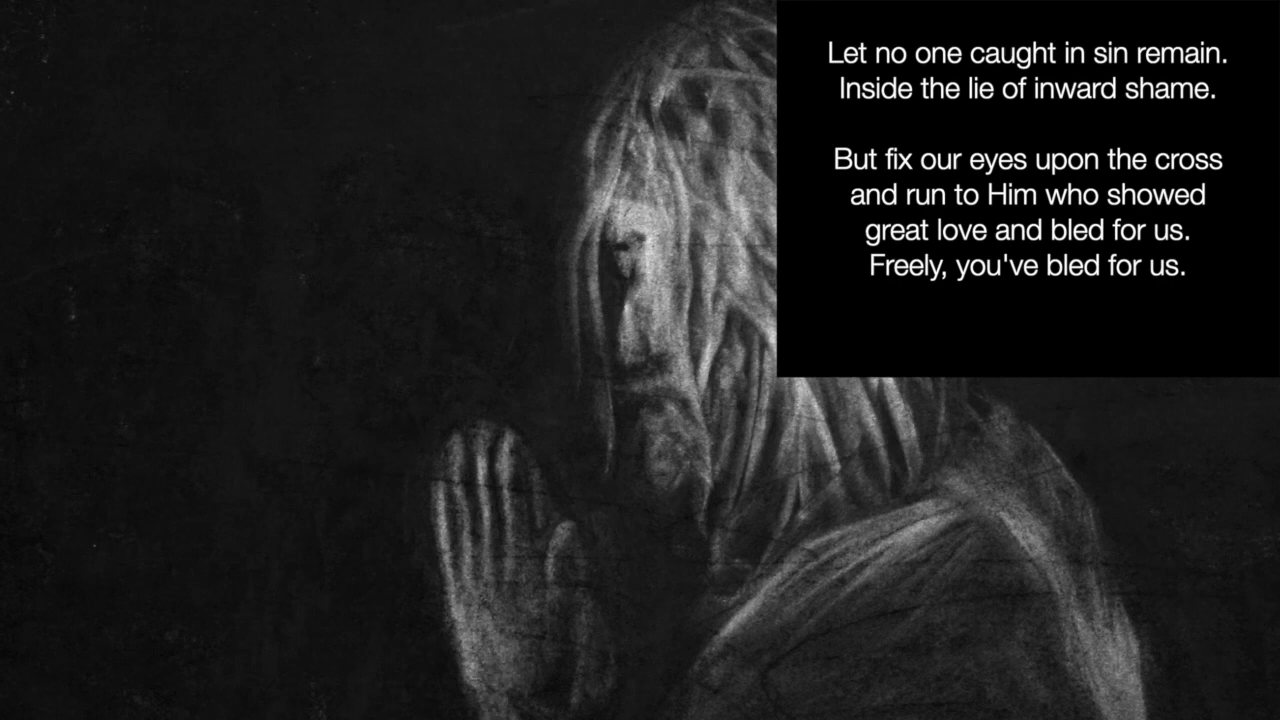 Let no one caught in sin remain.
Inside the lie of inward shame.
But fix our eyes upon the cross
and run to Him who showed
great love and bled for us.
Freely, you've bled for us.